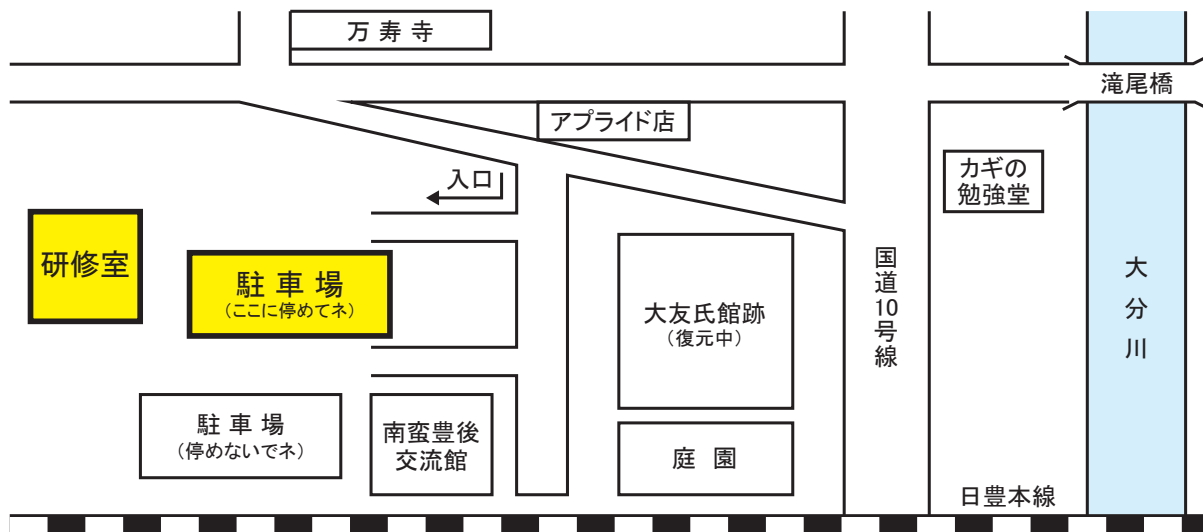 万寿寺
滝尾橋
アプライド店
カギの
勉強堂
入口
研修室
駐車場
(ここに停めてネ)
大友氏館跡
(復元中)
国道10号線
大分川
駐車場
(停めないでネ)
南蛮豊後
交流館
庭園
日豊本線